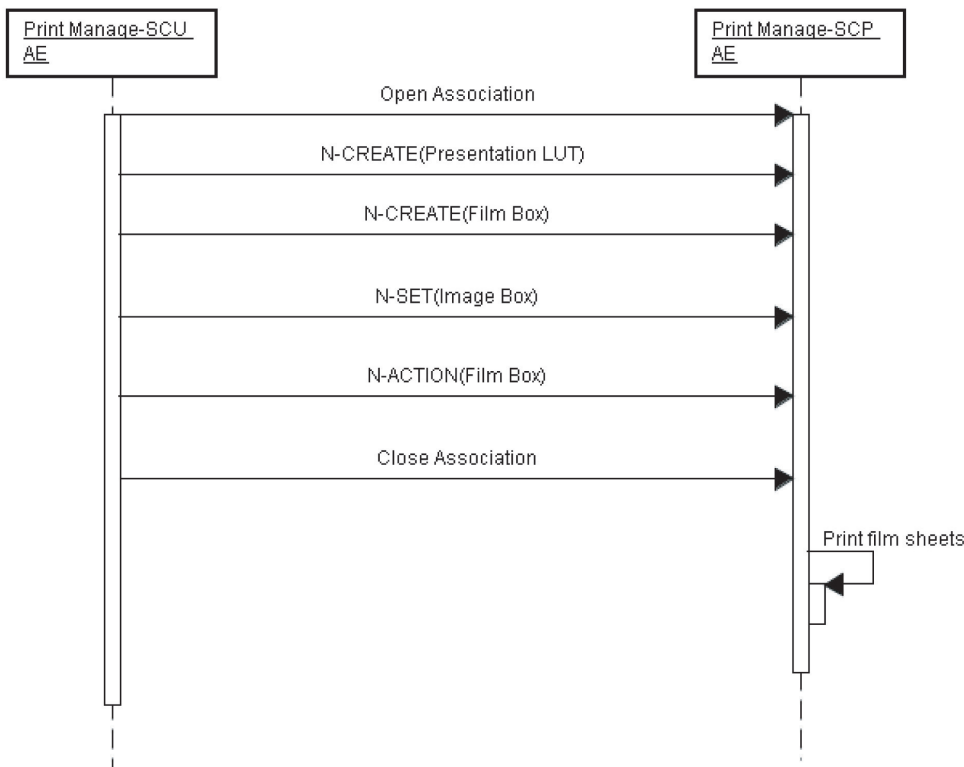 Print Manage-SCU
AE
Print Manage-SCP
AE
Open Association
N-CREATE(Presentation LUT)
N-CREATE(Film Box)
N-SET(Image Box)
N-ACTION(Film Box)
Close Association
Print film sheets